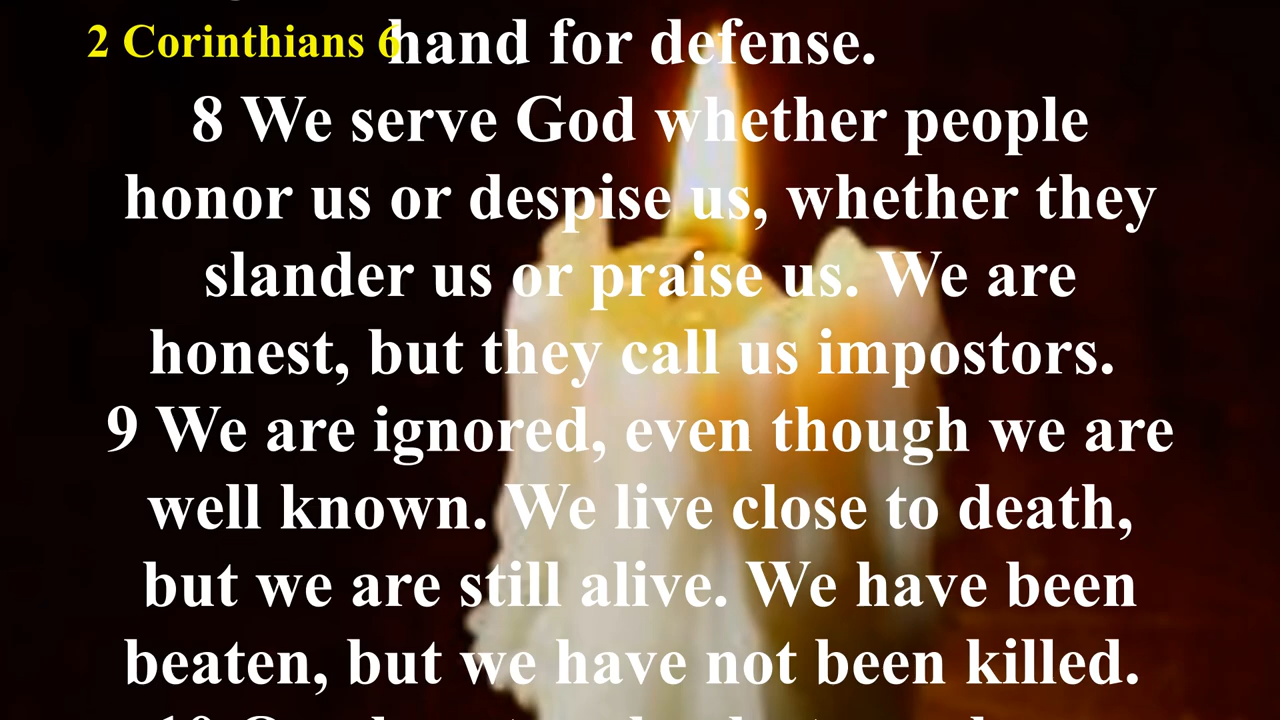 2 Corinthians 6
hand for defense.
8 We serve God whether people
honor us or despise us, whether they
slander us or praise us. We are
honest, but they call us impostors.
9 We are ignored, even though we are
well known. We live close to death,
but we are still alive. We have been
beaten, but we have not been killed.